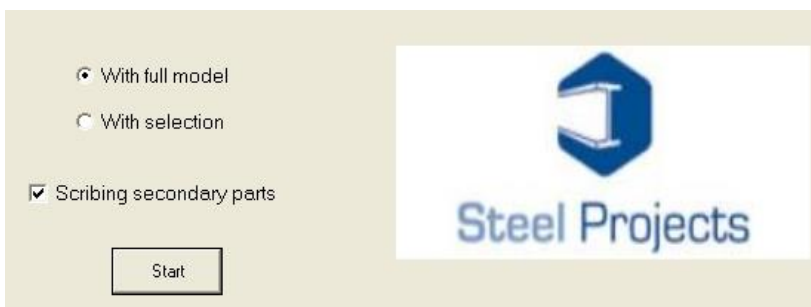 With full model
With selection
Scribing secondary parts
Start
Steel Projects